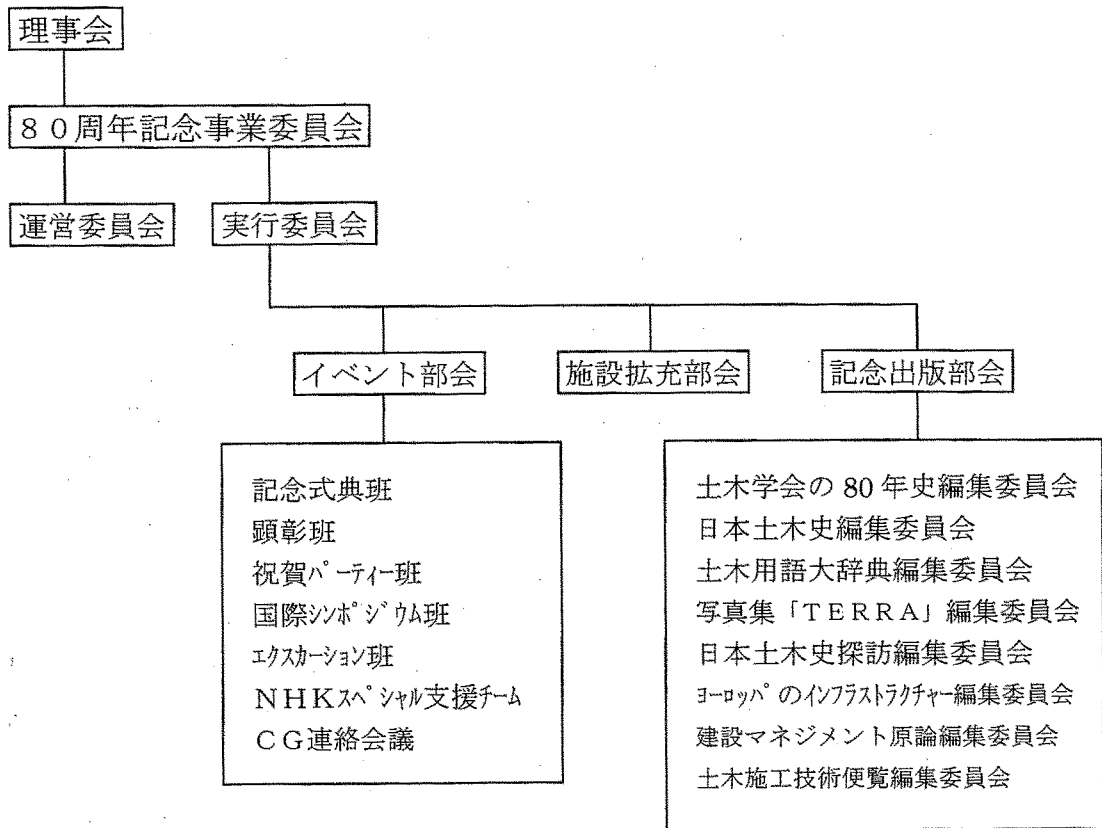 理事会
８０周年記念事業委員会
運営委員会
実行委員会
イベント部会
施設拡充部会
記念出版部会
記念式典班
顕彰班
祝賀ﾊﾟｰティｰ班
国際ｼﾝﾎﾟｼﾞｳﾑ班
ｴｸｽｶｰｼｮﾝ班
ＮＨＫｽﾍﾟｼｬﾙ支援ﾁｰﾑ
ＣＧ連絡会議
土木学会の 80 年史編集委員会
日本土木史編集委員会
土木用語大辞典編集委員会
写真集「ＴＥＲＲＡ」編集委員会
日本土木史探訪編集委員会
ﾖｰﾛｯﾊﾟのｲﾝﾌﾗｽﾄﾗｸﾁｬｰ編集委員会
建設マネジメント原論編集委員会
土木施工技術便覧編集委員会